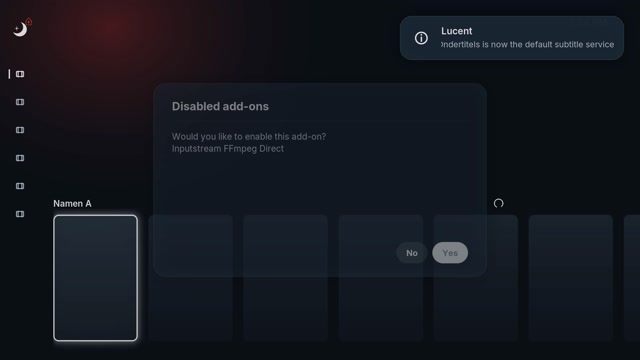 Lucent
ndertitels is now the default subtitle service
Disabled add-ons
Would you like to enable this add-on?
Inputstream FFmpeg Direct
Namen A
No
Yes